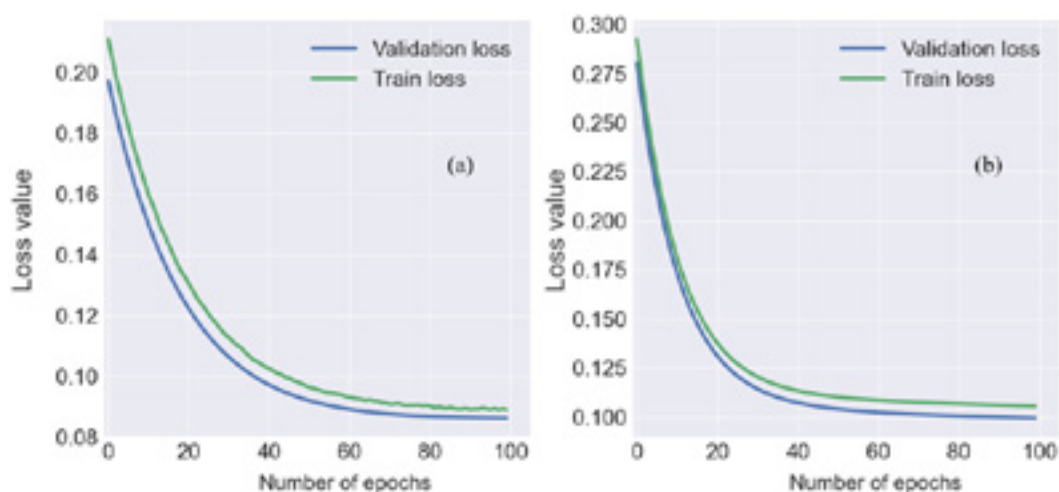 Validation loss
Train loss
(a)
Loss value
0.20
0.18
0.16
0.14
0.12
0.10
0.08
0 20 40 60 80 100
Number of epochs
Validation loss
Train loss
(b)
Loss value
0.300
0.275
0.250
0.225
0.200
0.175
0.150
0.125
0.100
0 20 40 60 80 100
Number of epochs